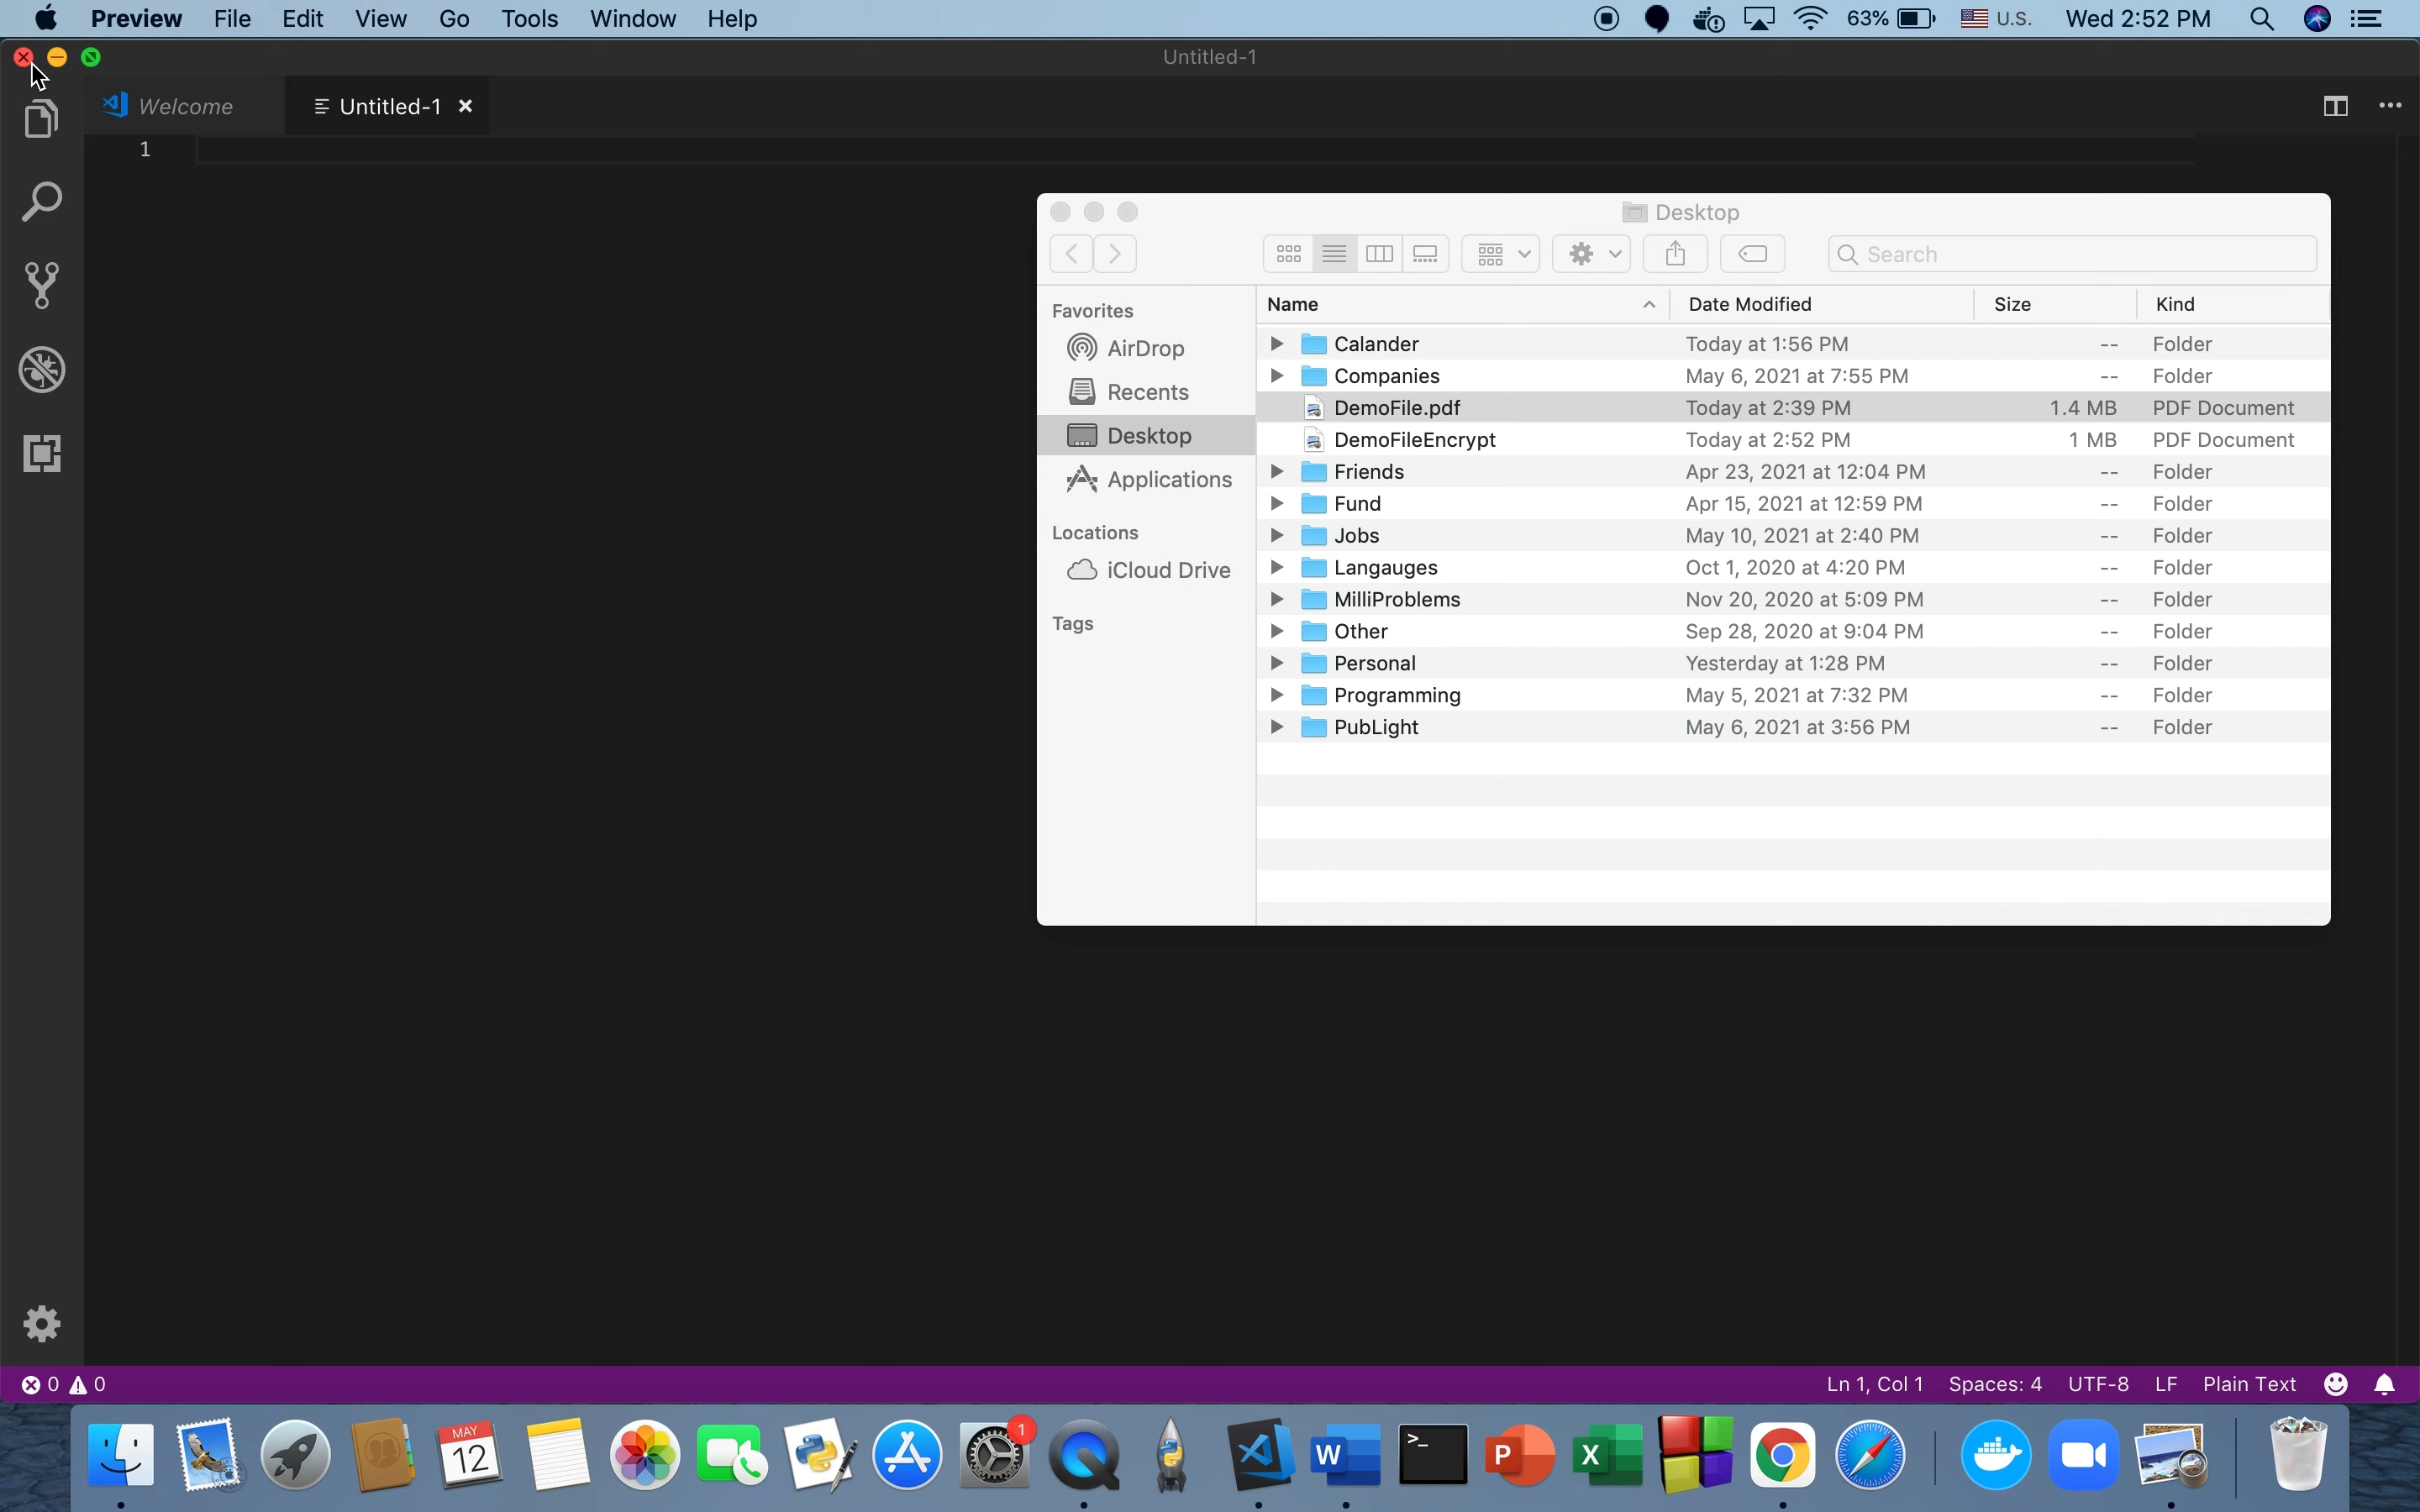 Preview File Edit View Go Tools Window Help 63% U.S. Wed 2:52 PM
Untitled-1
Welcome Untitled-1
1
Desktop
Search
Favorites
AirDrop
Recents
Desktop
Applications
Locations
iCloud Drive
Tags
Name Date Modified Size Kind
Calander Today at 1:56 PM -- Folder
Companies May 6, 2021 at 7:55 PM -- Folder
DemoFile.pdf Today at 2:39 PM 1.4 MB PDF Document
DemoFileEncrypt Today at 2:52 PM 1 MB PDF Document
Friends Apr 23, 2021 at 12:04 PM -- Folder
Fund Apr 15, 2021 at 12:59 PM -- Folder
Jobs May 10, 2021 at 2:40 PM -- Folder
Langauges Oct 1, 2020 at 4:20 PM -- Folder
MilliProblems Nov 20, 2020 at 5:09 PM -- Folder
Other Sep 28, 2020 at 9:04 PM -- Folder
Personal Yesterday at 1:28 PM -- Folder
Programming May 5, 2021 at 7:32 PM -- Folder
PubLight May 6, 2021 at 3:56 PM -- Folder
0 0 Ln 1, Col 1 Spaces: 4 UTF-8 LF Plain Text
MAY
12
1
W
>_
P
X